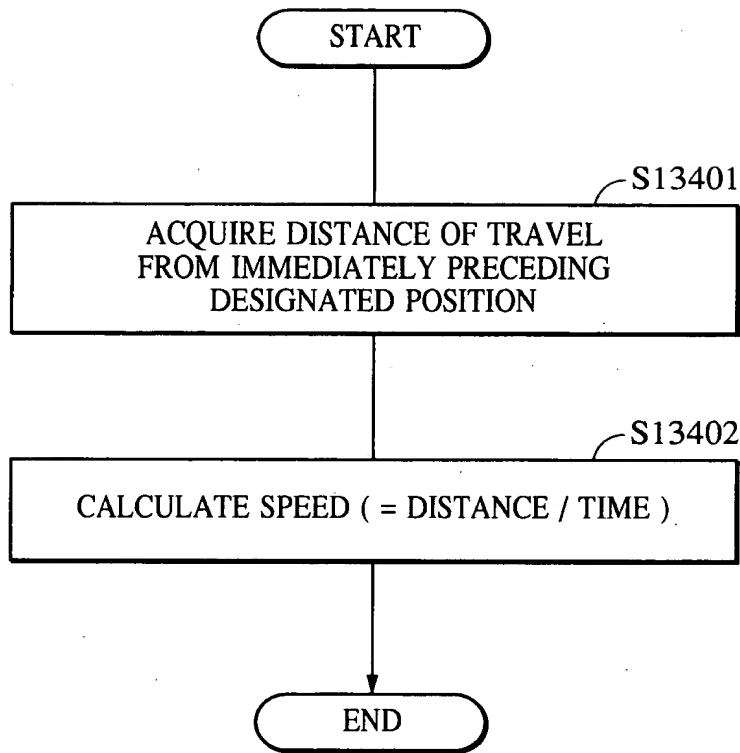 START
S13401
ACQUIRE DISTANCE OF TRAVEL
FROM IMMEDIATELY PRECEDING
DESIGNATED POSITION
S13402
CALCULATE SPEED ( = DISTANCE / TIME )
END